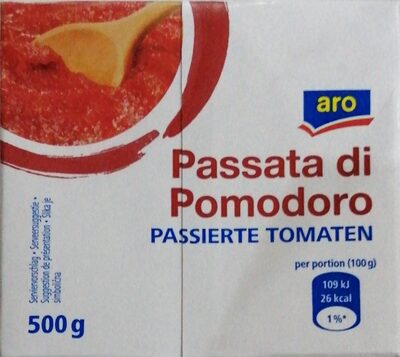 aro
Passata di
Pomodoro
PASSIERTE TOMATEN
per portion (100g)
109 kJ
26 kcal
1%*
Serviervorschlag • Serveersuggestie •
Suggestion de présentation • Slika je
simbolična
500 g